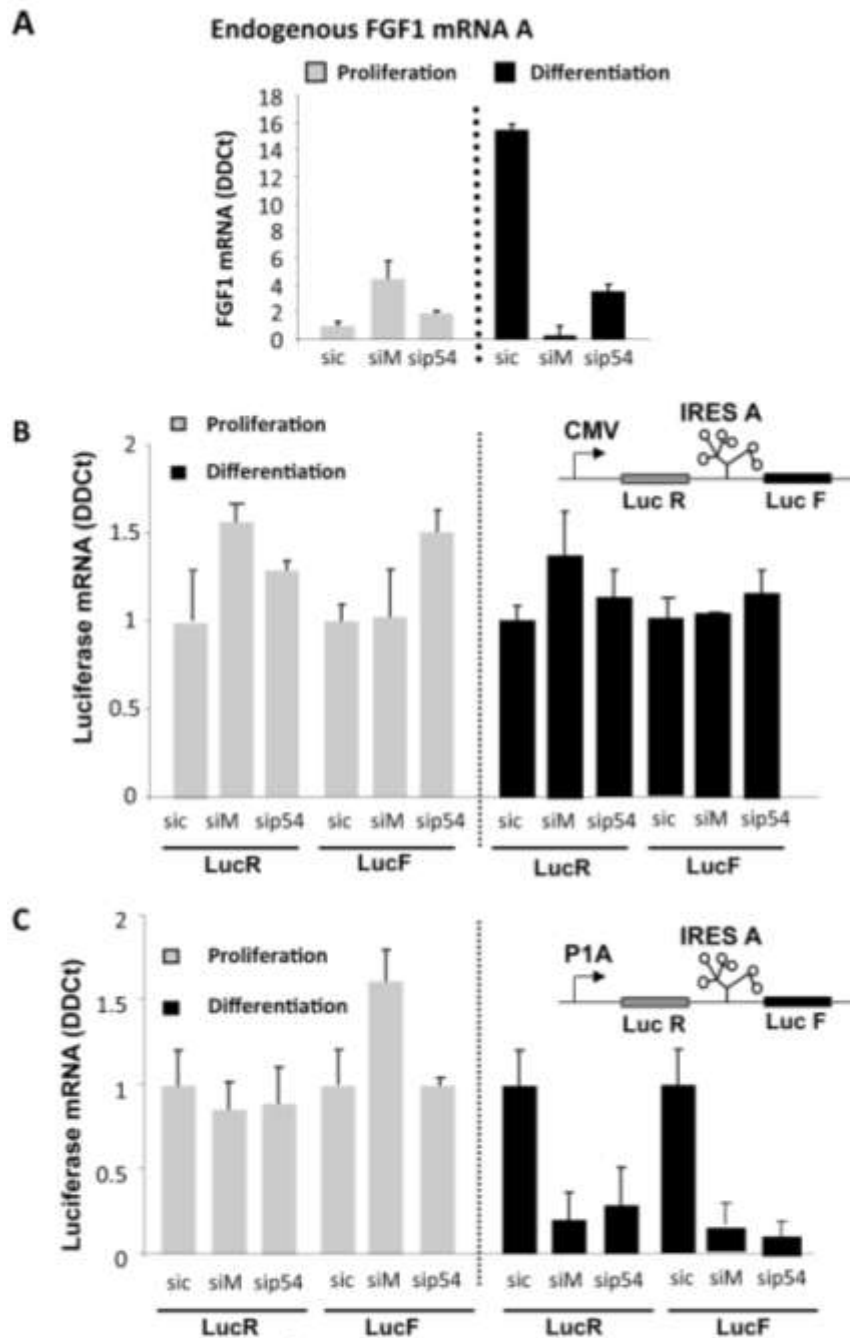 A
Endogenous FGF1 mRNA A
Proliferation Differentiation
FGF1 mRNA (DDCt)
18
16
14
12
10
8
6
4
2
0
sic siM sip54 sic siM sip54
B
Proliferation
Differentiation
CMV
IRES A
Luc R Luc F
Luciferase mRNA (DDCt)
2
1.5
1
0.5
0
sic siM sip54 sic siM sip54 sic siM sip54 sic siM sip54
LucR LucF LucR LucF
C
Proliferation
Differentiation
P1A
IRES A
Luc R Luc F
Luciferase mRNA (DDCt)
2
1.5
1
0.5
0
sic siM sip54 sic siM sip54 sic siM sip54 sic siM sip54
LucR LucF LucR LucF